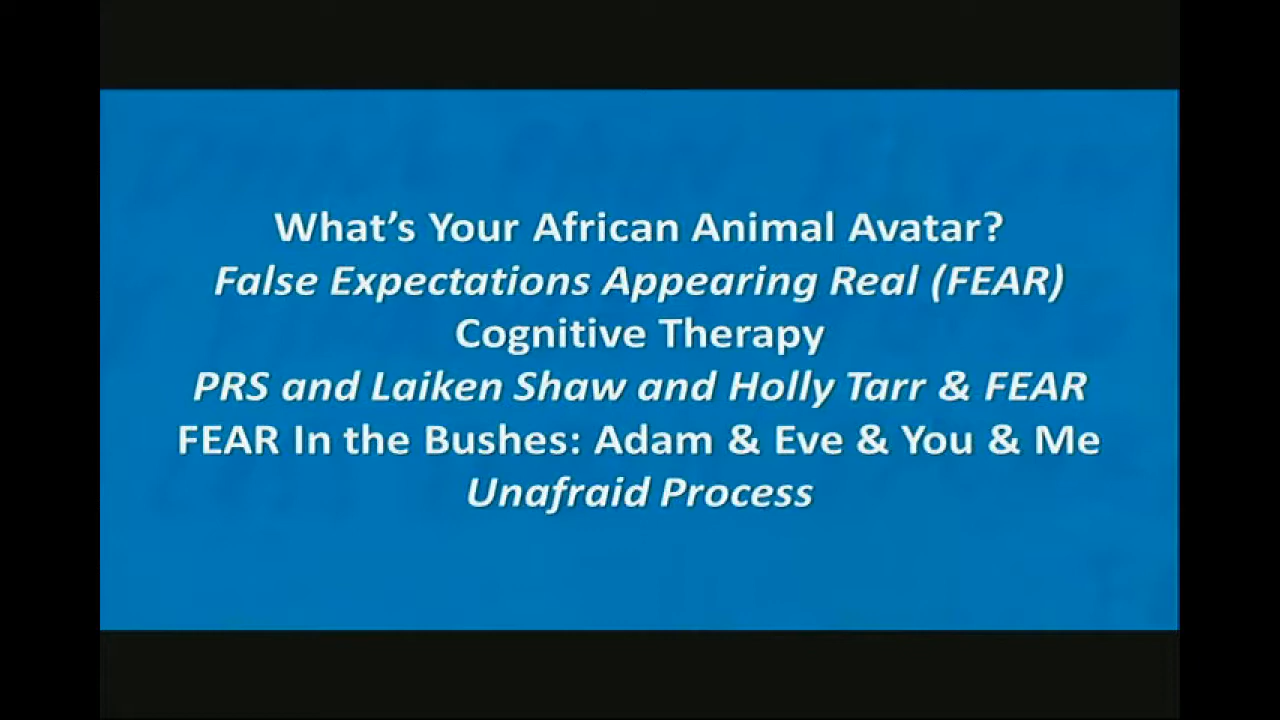 What's Your African Animal Avatar?
False Expectations Appearing Real (FEAR)
Cognitive Therapy
PRS and Laiken Shaw and Holly Tarr & FEAR
FEAR In the Bushes: Adam & Eve & You & Me
Unafraid Process